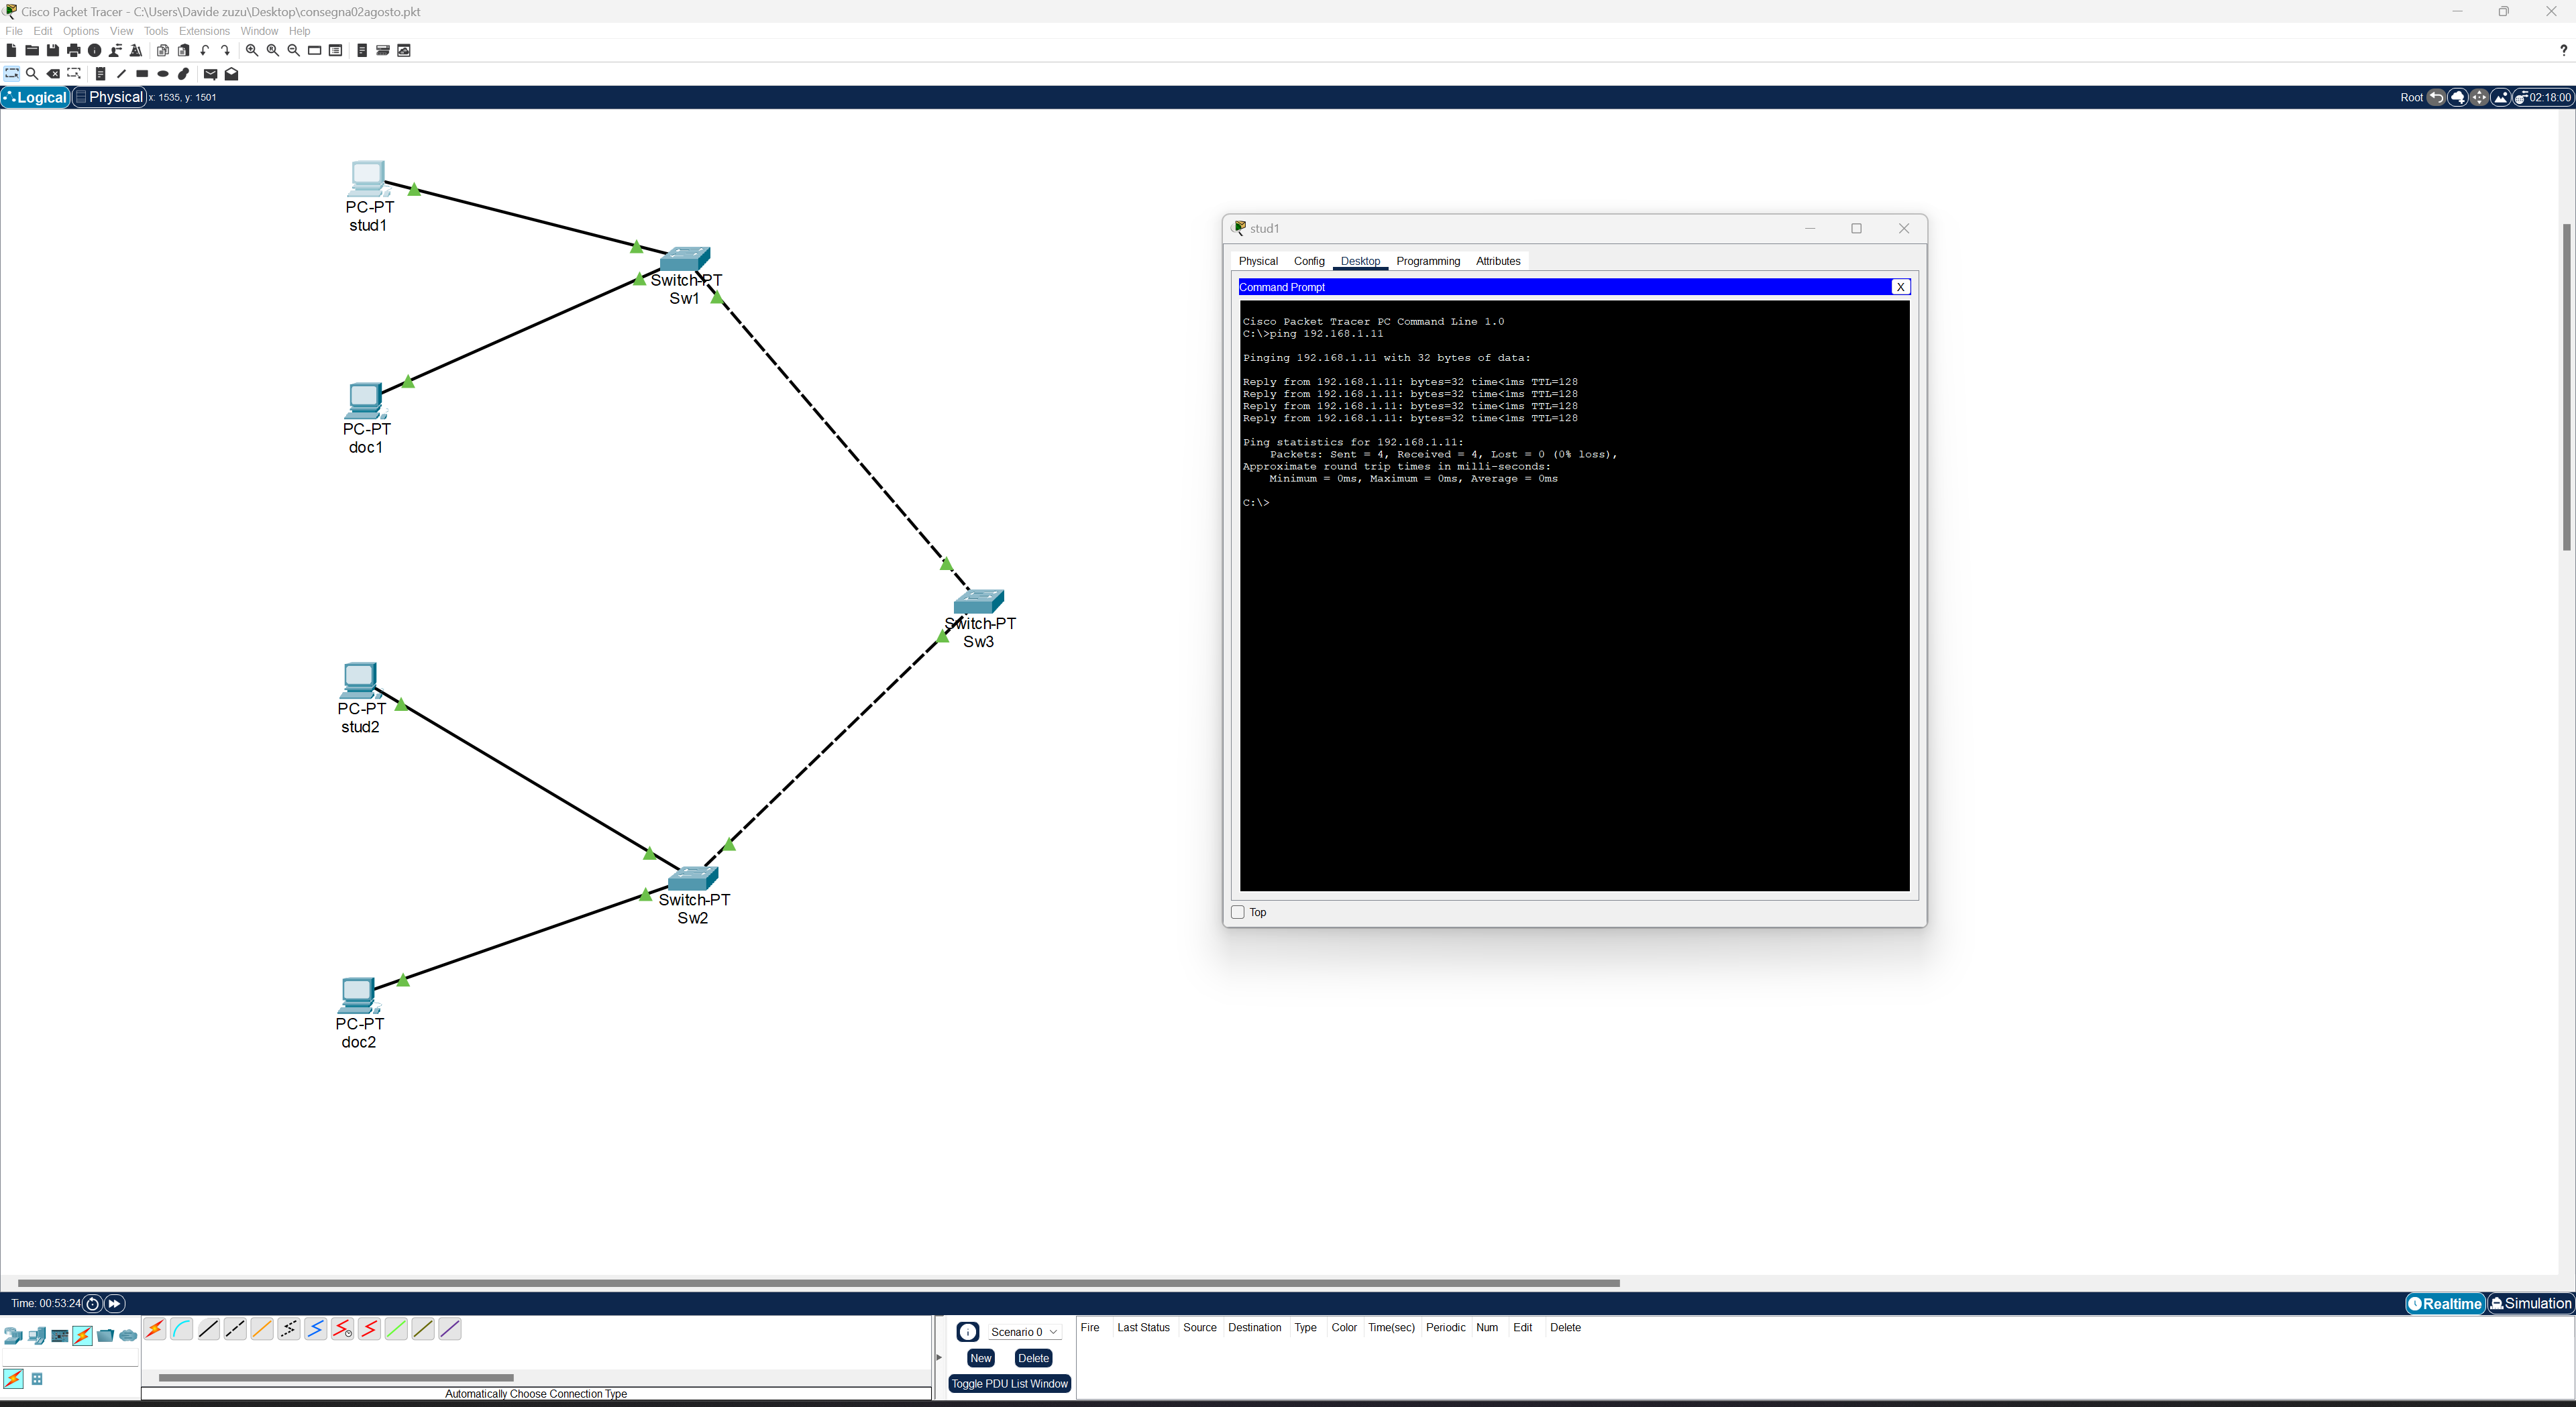 Cisco Packet Tracer - C:\Users\Davide zuzu\Desktop\consegna02agosto.pkt
File Edit Options View Tools Extensions Window Help
?
Logical Physical x: 1535, y: 1501
Root 02:18:00
PC-PT
stud1
Switch-PT
Sw1
PC-PT
doc1
Switch-PT
Sw3
PC-PT
stud2
Switch-PT
Sw2
PC-PT
doc2
stud1
Physical Config Desktop Programming Attributes
Command Prompt X
Cisco Packet Tracer PC Command Line 1.0
C:\>ping 192.168.1.11
Pinging 192.168.1.11 with 32 bytes of data:
Reply from 192.168.1.11: bytes=32 time<1ms TTL=128
Reply from 192.168.1.11: bytes=32 time<1ms TTL=128
Reply from 192.168.1.11: bytes=32 time<1ms TTL=128
Reply from 192.168.1.11: bytes=32 time<1ms TTL=128
Ping statistics for 192.168.1.11:
Packets: Sent = 4, Received = 4, Lost = 0 (0% loss),
Approximate round trip times in milli-seconds:
Minimum = 0ms, Maximum = 0ms, Average = 0ms
C:\>
Top
Time: 00:53:24
Realtime Simulation
Automatically Choose Connection Type
Scenario 0
New Delete
Toggle PDU List Window
Fire Last Status Source Destination Type Color Time(sec) Periodic Num Edit Delete